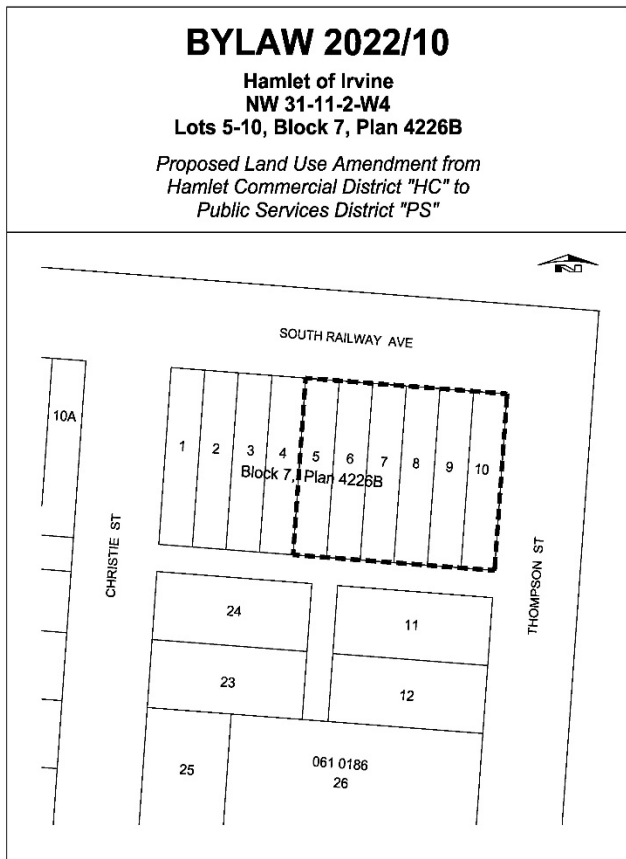 BYLAW 2022/10
Hamlet of Irvine
NW 31-11-2-W4
Lots 5-10, Block 7, Plan 4226B
Proposed Land Use Amendment from
Hamlet Commercial District "HC" to
Public Services District "PS"
N
SOUTH RAILWAY AVE
10A
1
2
3
4
5
6
7
8
9
10
Block 7, Plan 4226B
CHRISTIE ST
THOMPSON ST
24
11
23
12
25
061 0186
26